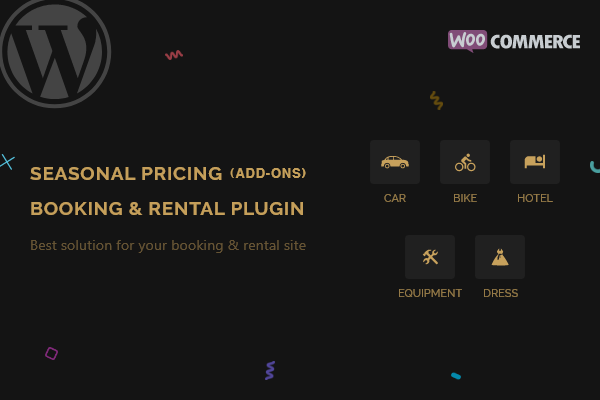 W
WOO COMMERCE
SEASONAL PRICING (ADD-ONS)
BOOKING & RENTAL PLUGIN
Best solution for your booking & rental site
CAR
BIKE
HOTEL
EQUIPMENT
DRESS